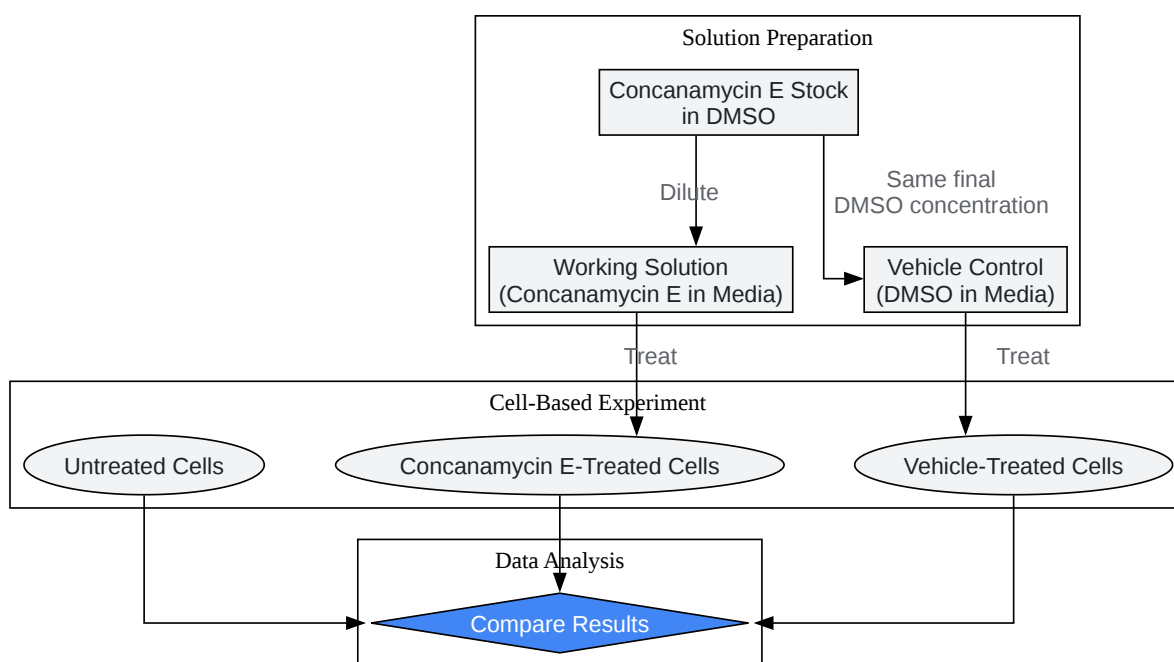 Solution Preparation
Concanamycin E Stock
in DMSO
Dilute
Same final
DMSO concentration
Working Solution
(Concanamycin E in Media)
Vehicle Control
(DMSO in Media)
Treat
Treat
Cell-Based Experiment
Untreated Cells
Concanamycin E-Treated Cells
Vehicle-Treated Cells
Data Analysis
Compare Results